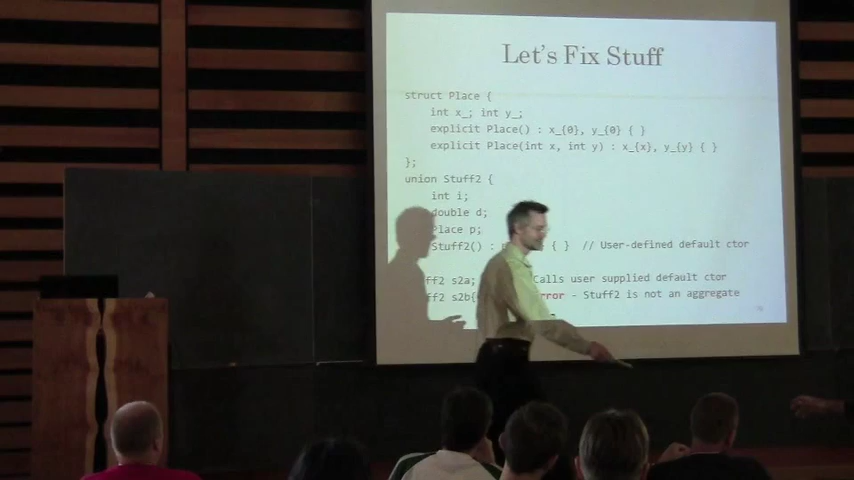 Let's Fix Stuff
struct Place {
int x_; int y_;
explicit Place() : x_{0}, y_{0} { }
explicit Place(int x, int y) : x_{x}, y_{y} { }
};
union Stuff2 {
int i;
double d;
Place p;
Stuff2() : { } // User-defined default ctor
s2a; Calls user supplied default ctor
s2b{ - Stuff2 is not an aggregate